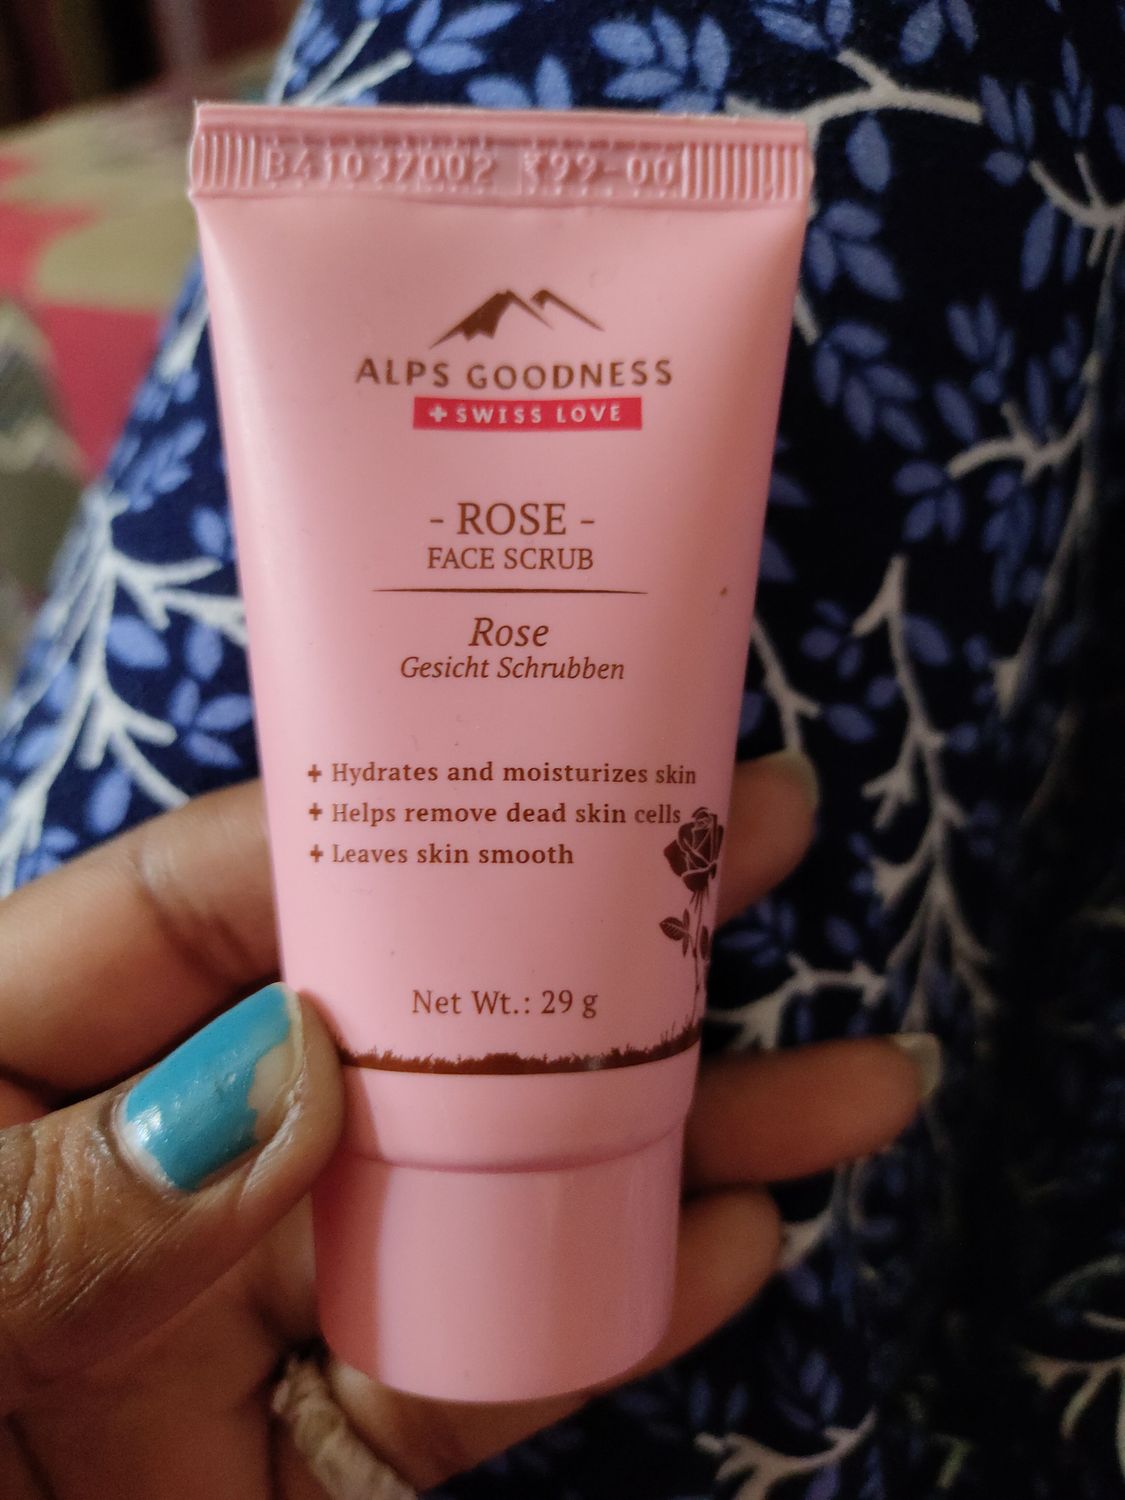 B41037002 ₹99-00
ALPS GOODNESS
+ SWISS LOVE
- ROSE -
FACE SCRUB
Rose
Gesicht Schrubben
+ Hydrates and moisturizes skin
+ Helps remove dead skin cells
+ Leaves skin smooth
Net Wt.: 29 g